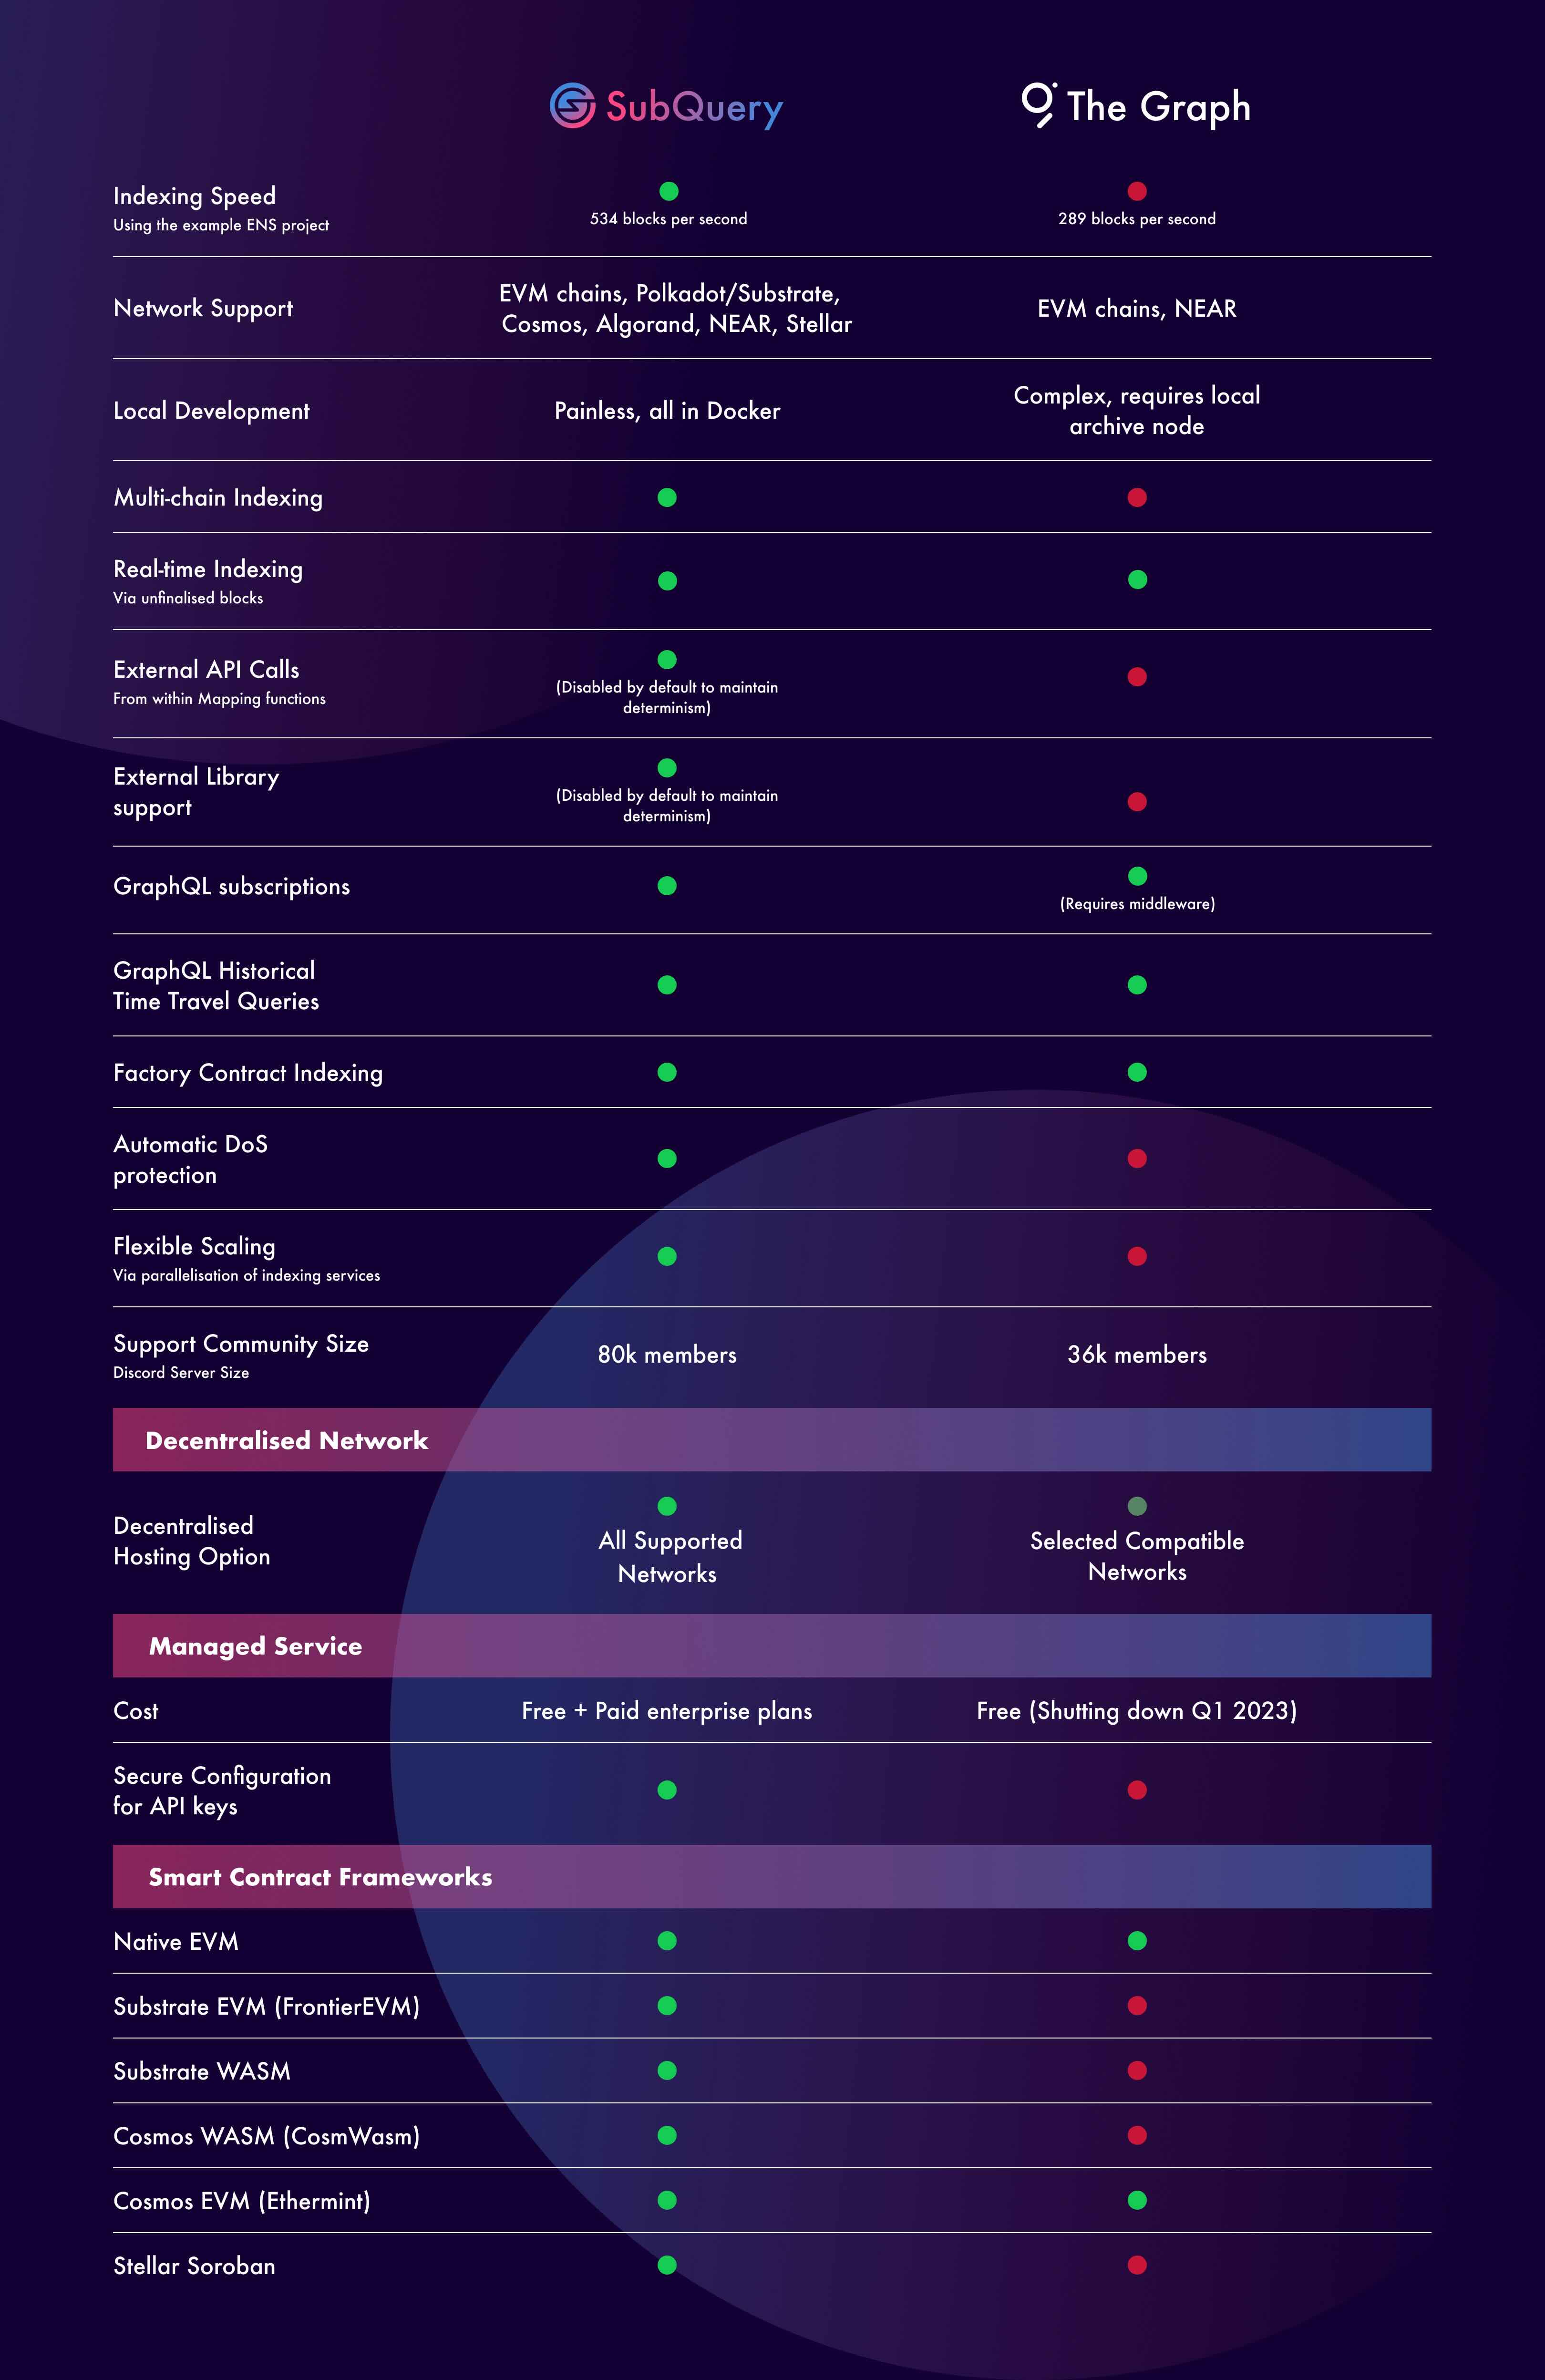 SubQuery
The Graph
Indexing Speed
Using the example ENS project
534 blocks per second
289 blocks per second
Network Support
EVM chains, Polkadot/Substrate,
Cosmos, Algorand, NEAR, Stellar
EVM chains, NEAR
Local Development
Painless, all in Docker
Complex, requires local
archive node
Multi-chain Indexing
Real-time Indexing
Via unfinalised blocks
External API Calls
From within Mapping functions
(Disabled by default to maintain
determinism)
External Library
support
(Disabled by default to maintain
determinism)
GraphQL subscriptions
(Requires middleware)
GraphQL Historical
Time Travel Queries
Factory Contract Indexing
Automatic DoS
protection
Flexible Scaling
Via parallelisation of indexing services
Support Community Size
Discord Server Size
80k members
36k members
Decentralised Network
Decentralised
Hosting Option
All Supported
Networks
Selected Compatible
Networks
Managed Service
Cost
Free + Paid enterprise plans
Free (Shutting down Q1 2023)
Secure Configuration
for API keys
Smart Contract Frameworks
Native EVM
Substrate EVM (FrontierEVM)
Substrate WASM
Cosmos WASM (CosmWasm)
Cosmos EVM (Ethermint)
Stellar Soroban